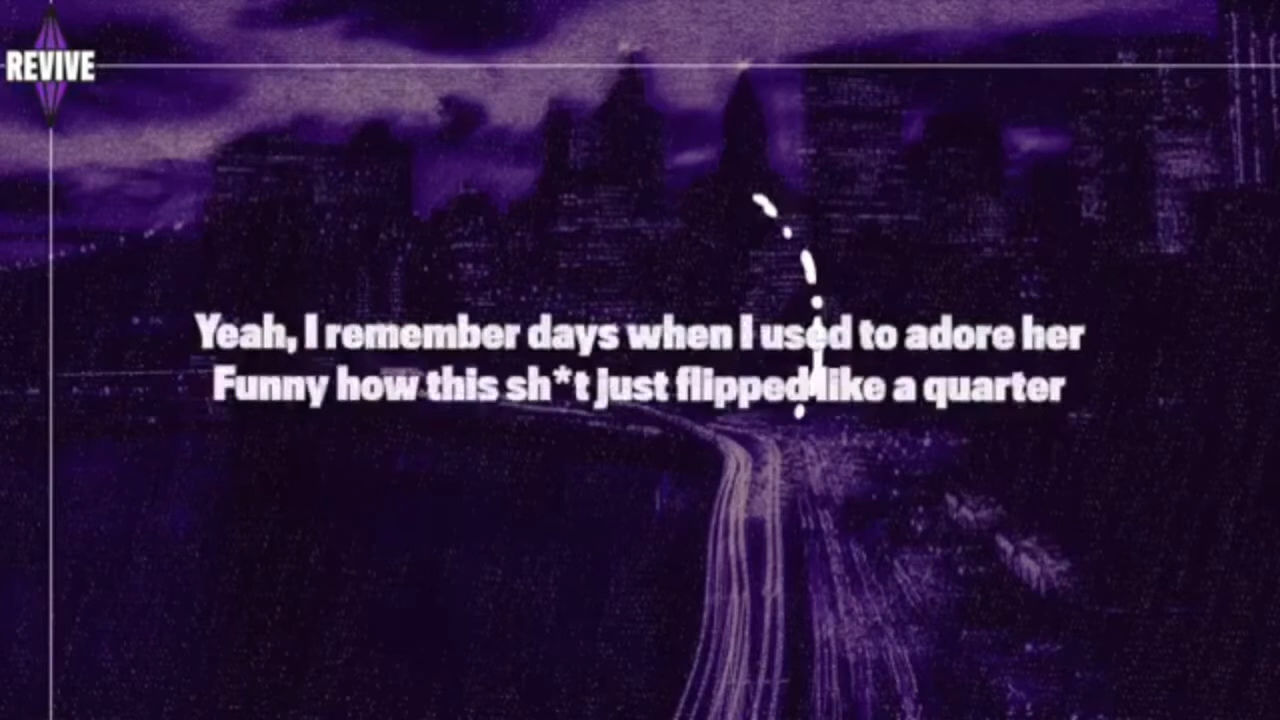 REVIVE
Yeah, I remember days when I used to adore her
Funny how this sh*t just flipped like a quarter